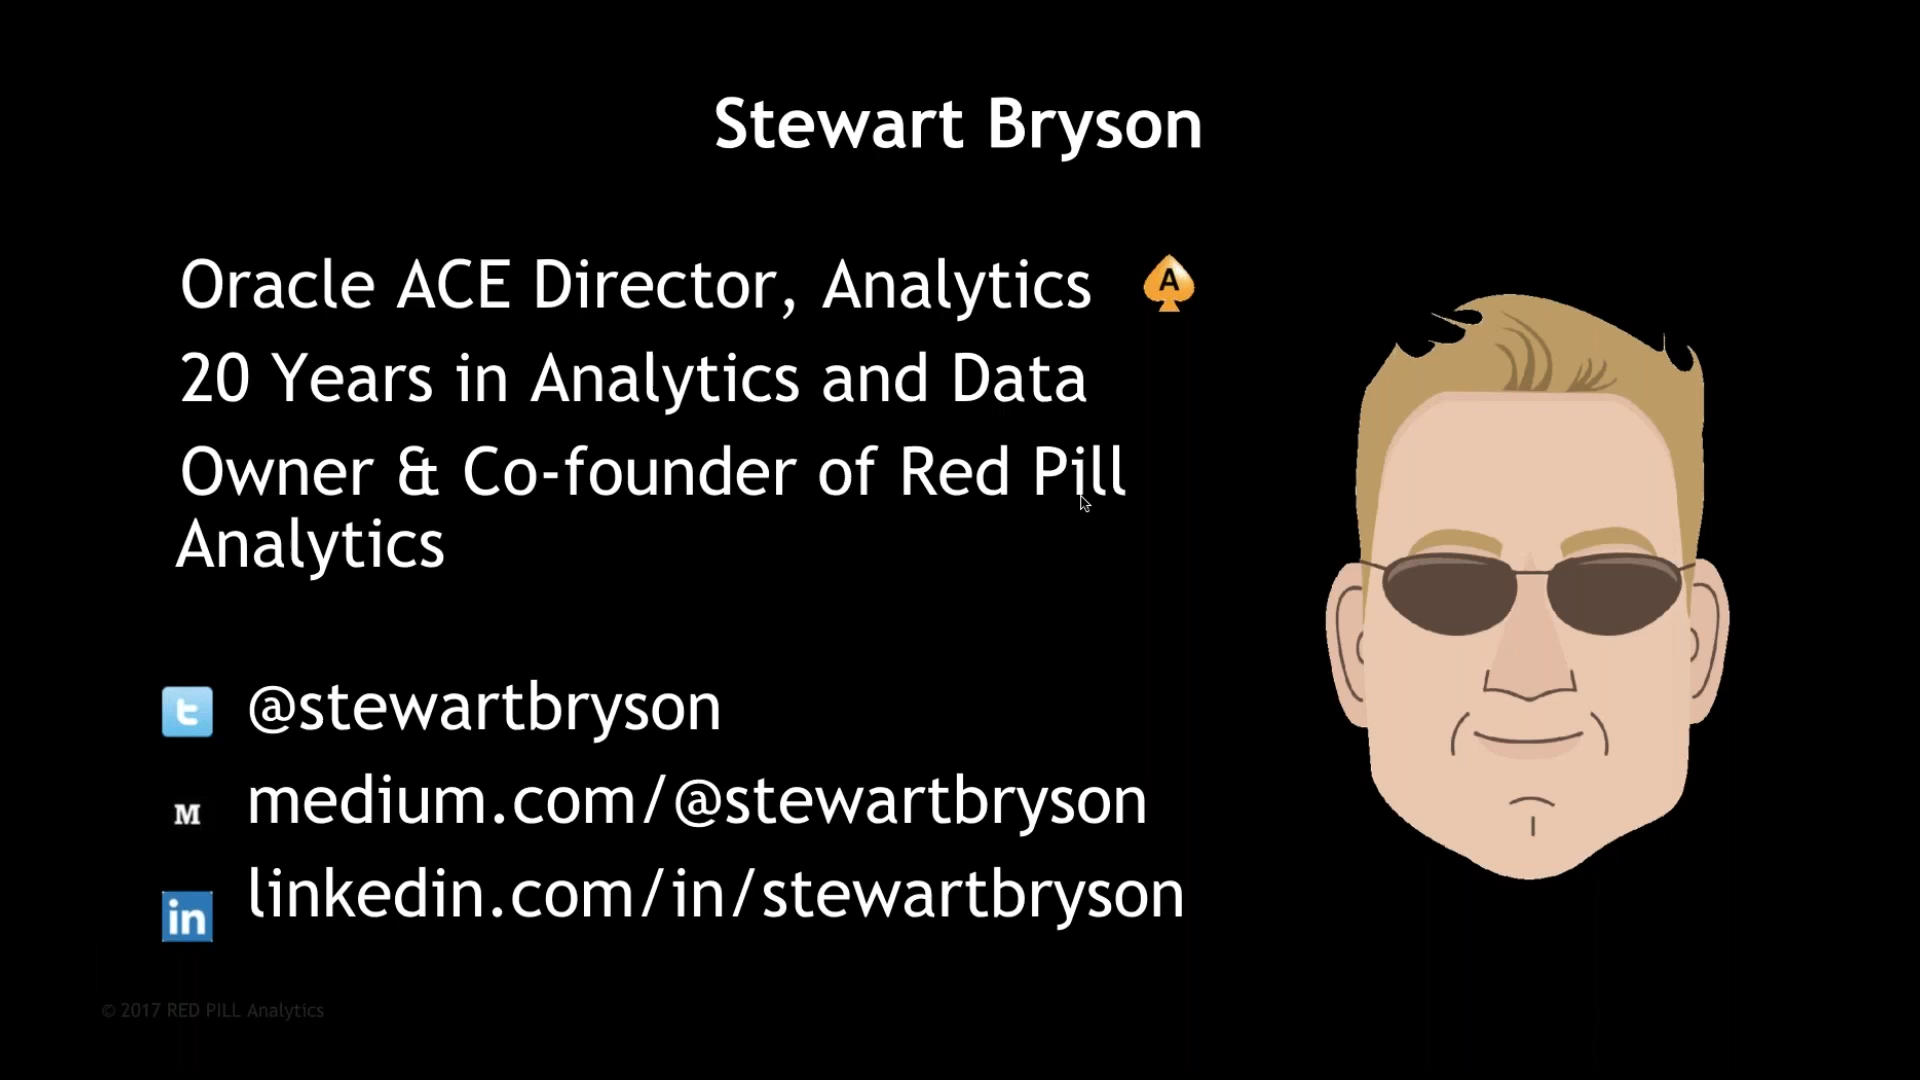 Stewart Bryson
Oracle ACE Director, Analytics A
20 Years in Analytics and Data
Owner & Co-founder of Red Pill
Analytics
t @stewartbryson
M medium.com/@stewartbryson
in linkedin.com/in/stewartbryson
© 2017 RED PILL Analytics